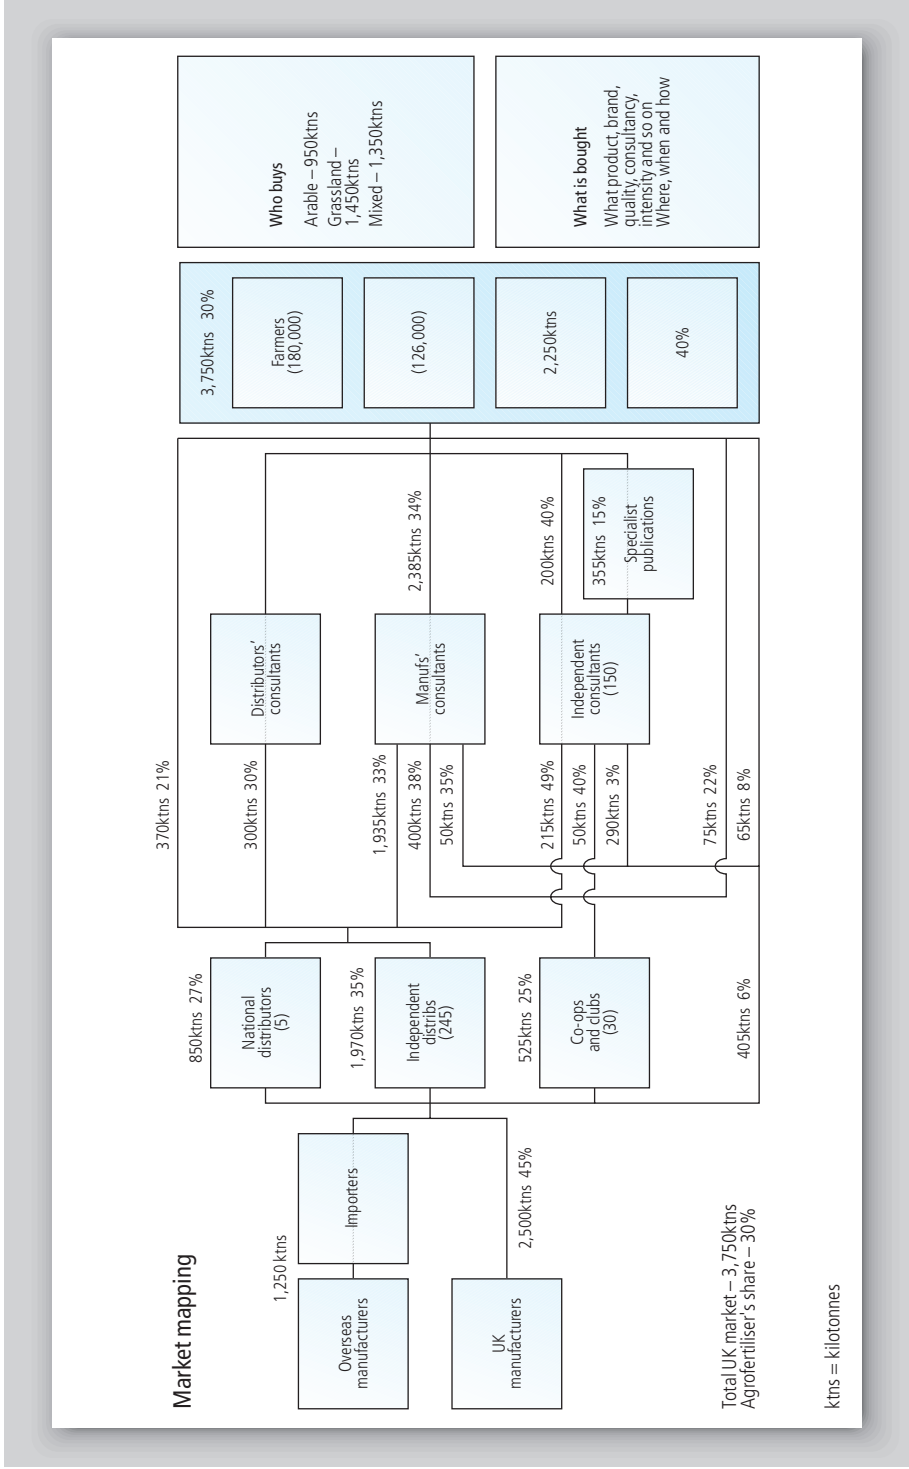 Market mapping
Overseas
manufacturers
1,250 ktns
Importers
UK
manufacturers
2,500ktns 45%
850ktns 27%
National
distributors
(5)
1,970ktns 35%
Independent
distribs
(245)
525ktns 25%
Co-ops
and clubs
(30)
405ktns 6%
370ktns 21%
300ktns 30%
1,935ktns 33%
400ktns 38%
50ktns 35%
215ktns 49%
50ktns 40%
290ktns 3%
75ktns 22%
65ktns 8%
Distributors’
consultants
Manufs’
consultants
Independent
consultants
(150)
2,385ktns 34%
200ktns 40%
355ktns 15%
Specialist
publications
3,750ktns 30%
Farmers
(180,000)
(126,000)
2,250ktns
40%
Who buys
Arable – 950ktns
Grassland –
1,450ktns
Mixed – 1,350ktns
What is bought
What product, brand,
quality, consultancy,
intensity and so on
Where, when and how
Total UK market – 3,750ktns
Agrofertiliser's share – 30%
ktns = kilotonnes